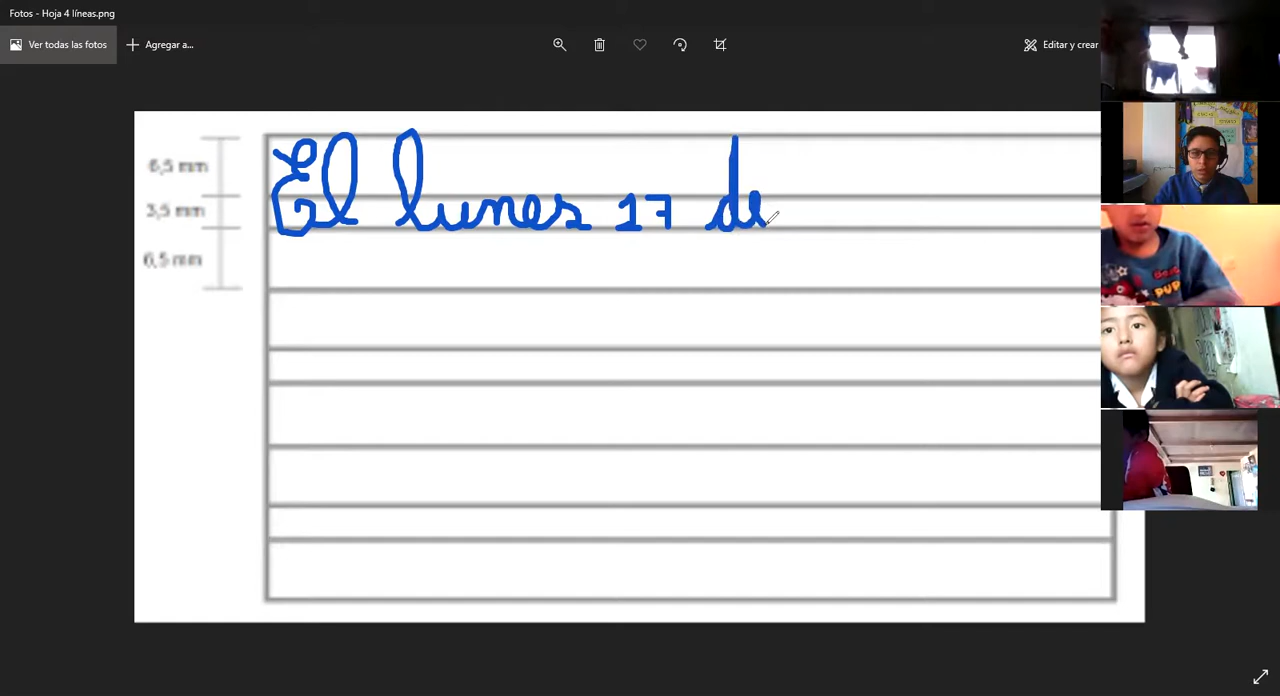 Fotos - Hoja 4 líneas.png
Ver todas las fotos
Agregar a...
Editar y crear
6,5 mm
3,5 mm
6,5 mm
El lunes 17 de